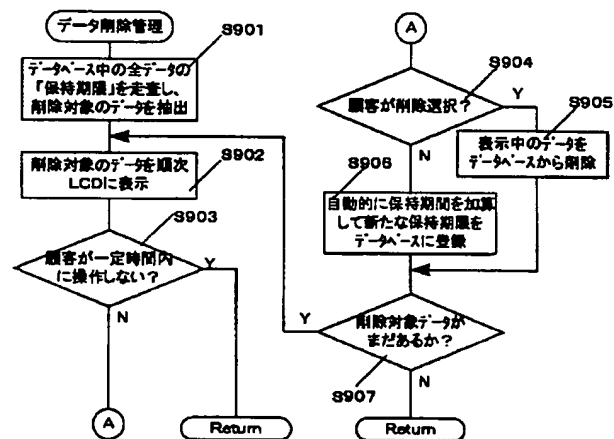 データ削除管理
S901
データベース中の全データの
「保持期限」を走査し、
削除対象のデータを抽出
S902
削除対象のデータを順次
LCDに表示
S903
顧客が一定時間内
に操作しない?
Y
N
A
Return
A
S904
顧客が削除選択?
Y
S905
N
表示中のデータを
データベースから削除
S906
自動的に保持期間を加算
して新たな保持期限を
データベースに登録
Y
削除対象データが
まだあるか?
N
S907
Return